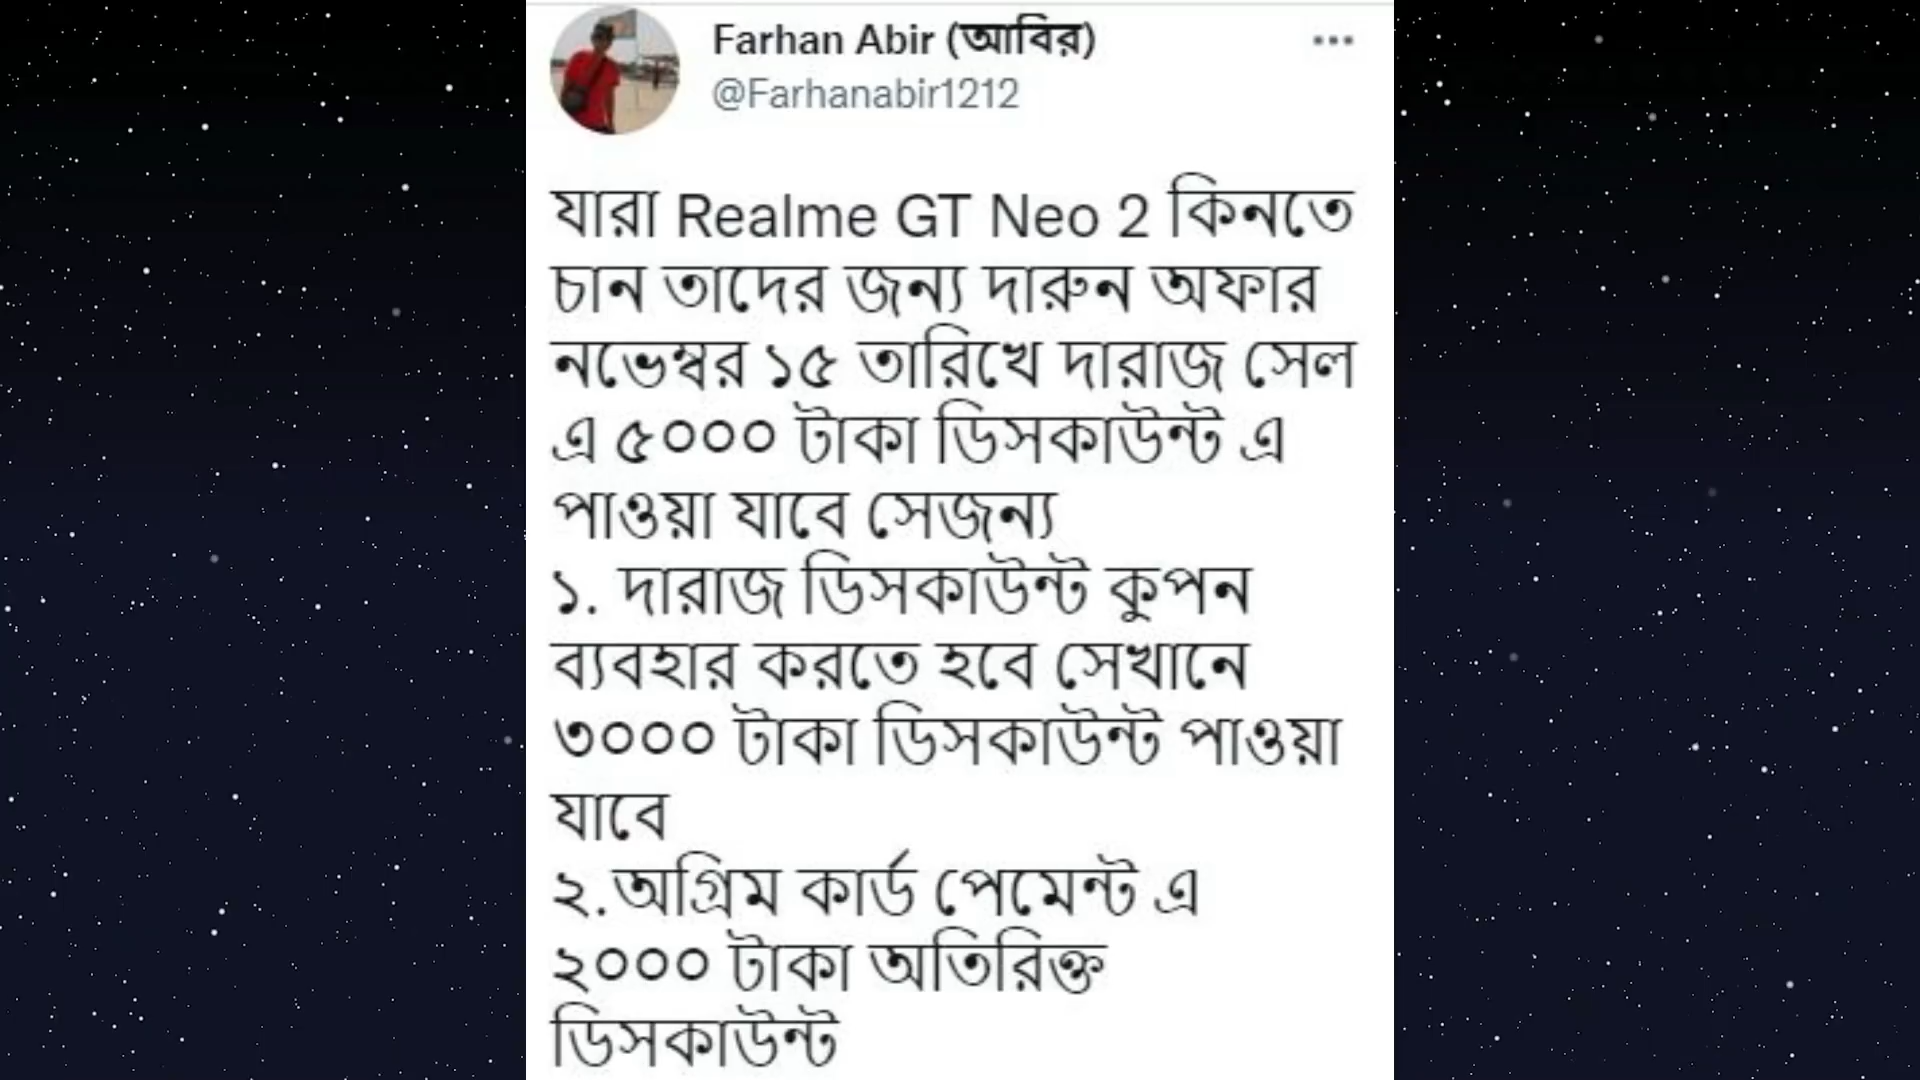 Farhan Abir (আবির)
@Farhanabir1212
যারা Realme GT Neo 2 কিনতে
চান তাদের জন্য দারুন অফার
নভেম্বর ১৫ তারিখে দারাজ সেল
এ ৫০০০ টাকা ডিসকাউন্ট এ
পাওয়া যাবে সেজন্য
১. দারাজ ডিসকাউন্ট কুপন
ব্যবহার করতে হবে সেখানে
৩০০০ টাকা ডিসকাউন্ট পাওয়া
যাবে
২.অগ্রিম কার্ড পেমেন্ট এ
২০০০ টাকা অতিরিক্ত
ডিসকাউন্ট